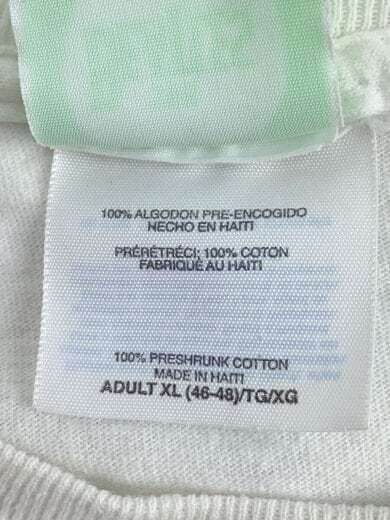 100% ALGODON PRE-ENCOGIDO
HECHO EN HAITI
PRÉRÉTRÉCI; 100% COTON
FABRIQUÉ AU HAITI
100% PRESHRUNK COTTON
MADE IN HAITI
ADULT XL (46-48)/TG/XG